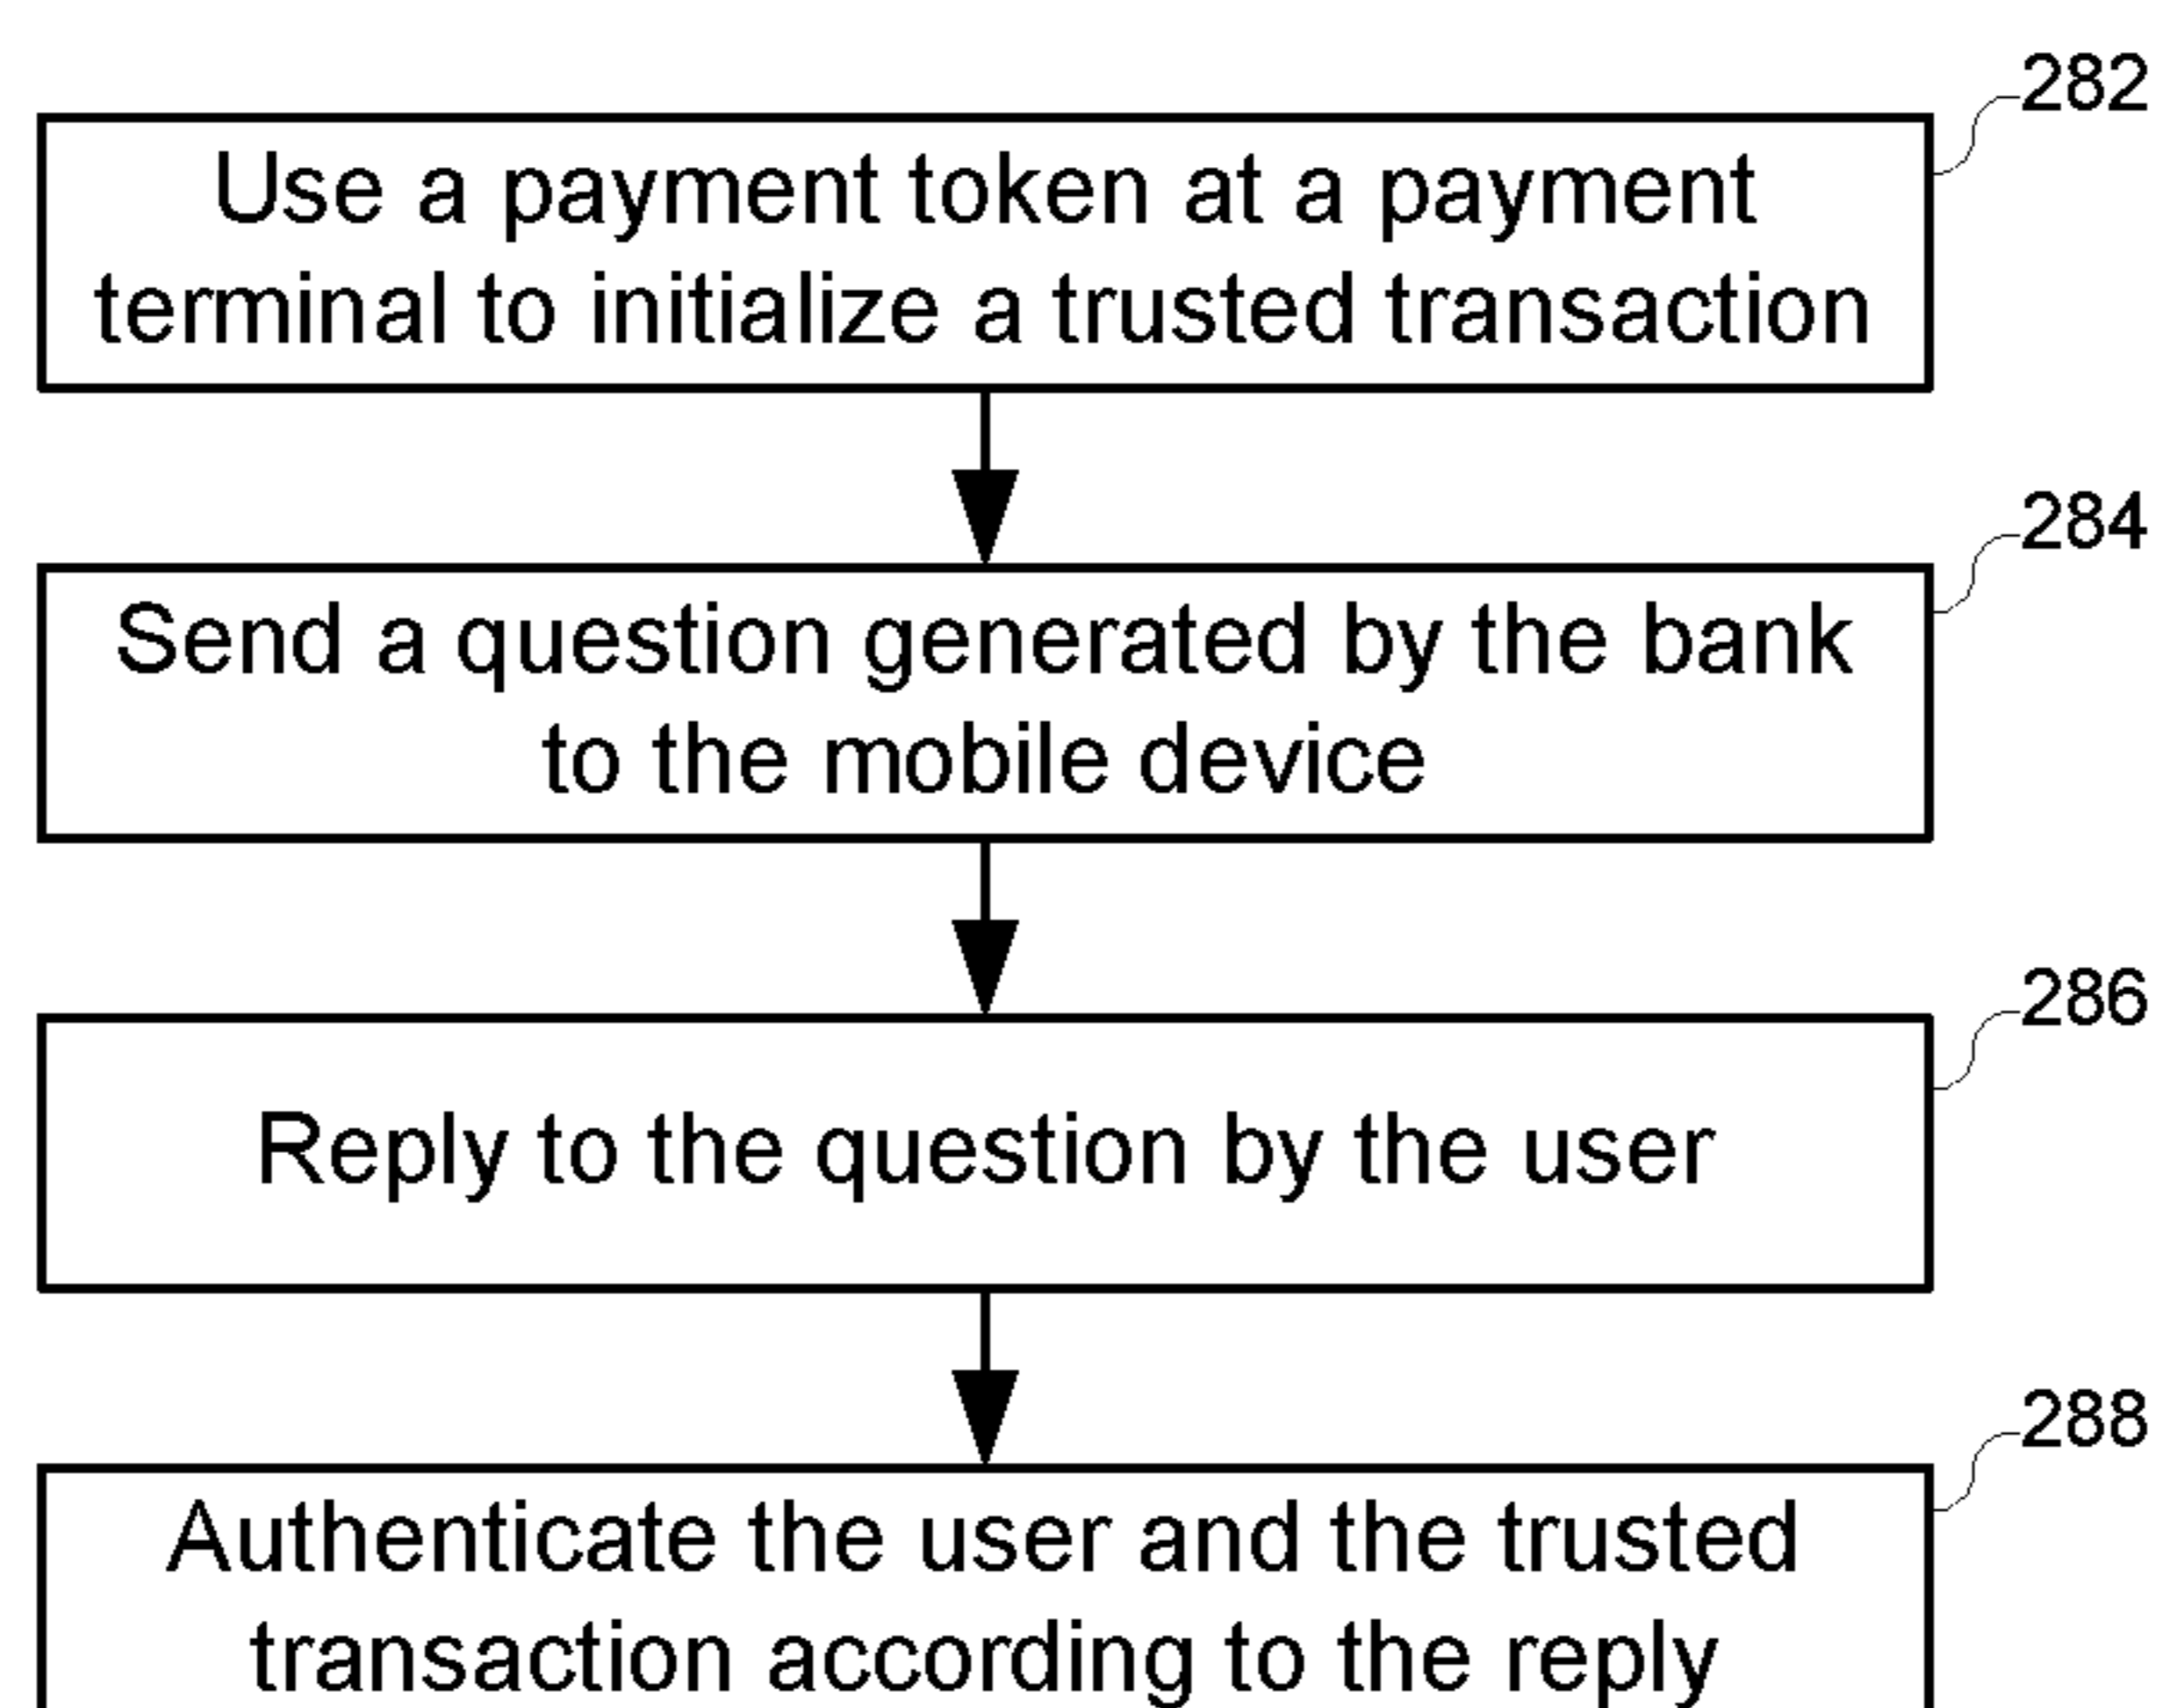 282
Use a payment token at a payment
terminal to initialize a trusted transaction
284
Send a question generated by the bank
to the mobile device
286
Reply to the question by the user
288
Authenticate the user and the trusted
transaction according to the reply